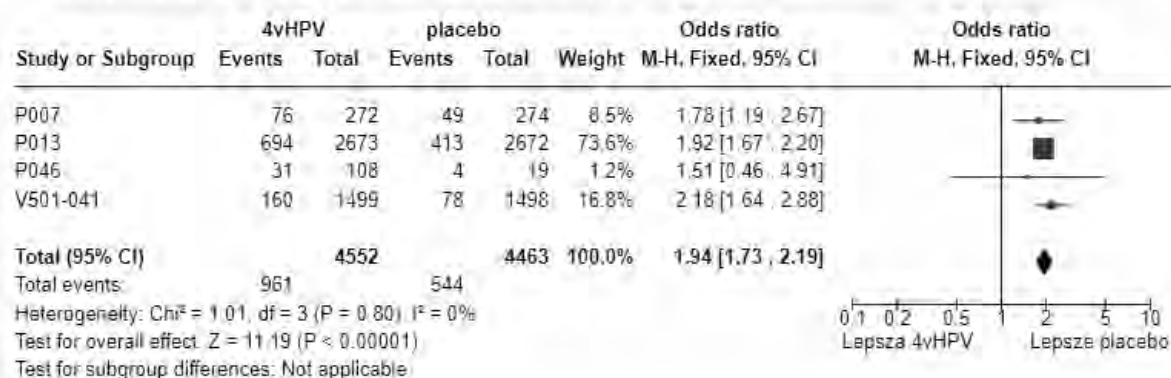 4vHPV placebo Odds ratio Odds ratio
Study or Subgroup Events Total Events Total Weight M-H, Fixed, 95% CI M-H, Fixed, 95% CI
P007 76 272 49 274 8.5% 1.78 [1.19 , 2.67]
P013 694 2673 413 2672 73.6% 1.92 [1.67 , 2.20]
P046 31 108 4 19 1.2% 1.51 [0.46 , 4.91]
V501-041 160 1499 78 1498 16.8% 2.18 [1.64 , 2.88]
Total (95% CI) 4552 4463 100.0% 1.94 [1.73 , 2.19]
Total events: 961 544
Heterogeneity: Chi² = 1.01, df = 3 (P = 0.80), I² = 0%
Test for overall effect: Z = 11.19 (P < 0.00001)
Test for subgroup differences: Not applicable
0.1 0.2 0.5 1 2 5 10
Lepsza 4vHPV Lepsze placebo